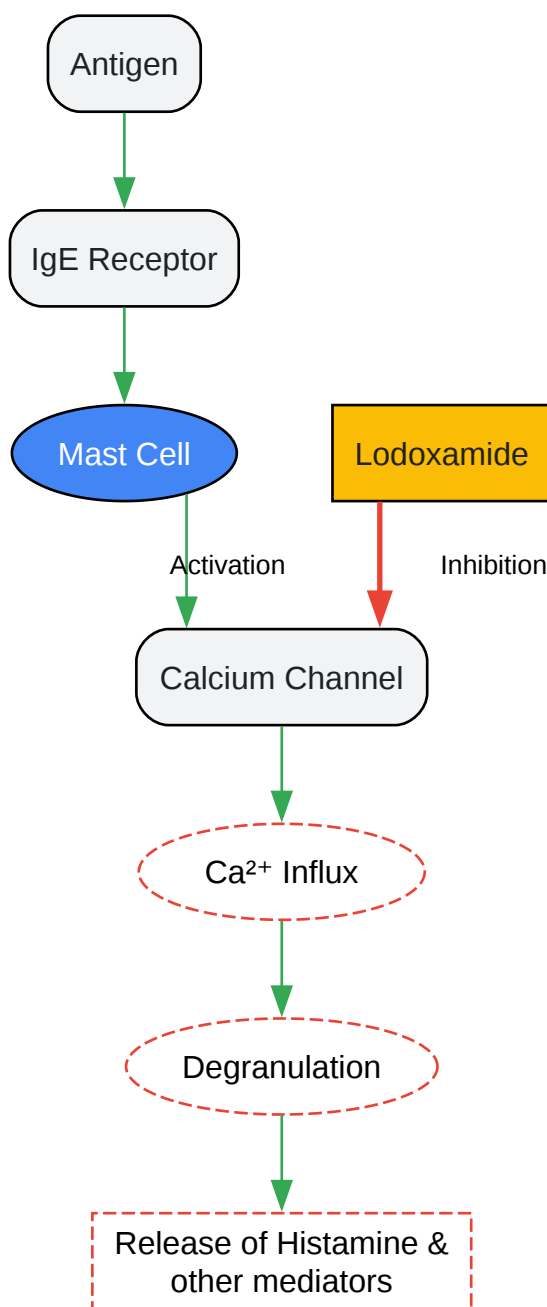 Antigen
IgE Receptor
Mast Cell
Lodoxamide
Activation
Inhibition
Calcium Channel
Ca²⁺ Influx
Degranulation
Release of Histamine &
other mediators